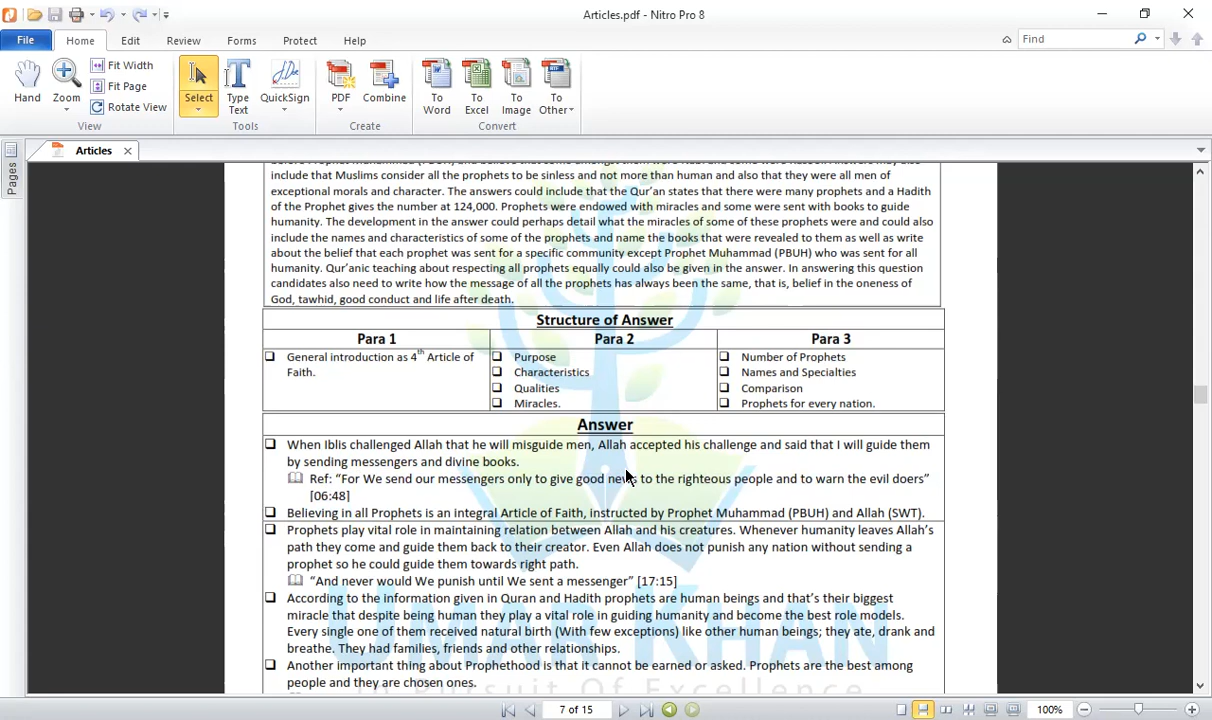 Articles.pdf - Nitro Pro 8
File Home Edit Review Forms Protect Help
Find
Hand
Zoom
Fit Width
Fit Page
Rotate View
View
Select
Type Text
QuickSign
Tools
PDF
Combine
Create
To Word
To Excel
To Image
To Other
Convert
Articles
Pages
include that Muslims consider all the prophets to be sinless and not more than human and also that they were all men of
exceptional morals and character. The answers could include that the Qur’an states that there were many prophets and a Hadith
of the Prophet gives the number at 124,000. Prophets were endowed with miracles and some were sent with books to guide
humanity. The development in the answer could perhaps detail what the miracles of some of these prophets were and could also
include the names and characteristics of some of the prophets and name the books that were revealed to them as well as write
about the belief that each prophet was sent for a specific community except Prophet Muhammad (PBUH) who was sent for all
humanity. Qur’anic teaching about respecting all prophets equally could also be given in the answer. In answering this question
candidates also need to write how the message of all the prophets has always been the same, that is, belief in the oneness of
God, tawhid, good conduct and life after death.
Structure of Answer
Para 1 Para 2 Para 3
General introduction as 4th Article of
Faith.
Purpose
Characteristics
Qualities
Miracles.
Number of Prophets
Names and Specialties
Comparison
Prophets for every nation.
Answer
When Iblis challenged Allah that he will misguide men, Allah accepted his challenge and said that I will guide them
by sending messengers and divine books.
Ref: “For We send our messengers only to give good news to the righteous people and to warn the evil doers”
[06:48]
Believing in all Prophets is an integral Article of Faith, instructed by Prophet Muhammad (PBUH) and Allah (SWT).
Prophets play vital role in maintaining relation between Allah and his creatures. Whenever humanity leaves Allah’s
path they come and guide them back to their creator. Even Allah does not punish any nation without sending a
prophet so he could guide them towards right path.
“And never would We punish until We sent a messenger” [17:15]
According to the information given in Quran and Hadith prophets are human beings and that’s their biggest
miracle that despite being human they play a vital role in guiding humanity and become the best role models.
Every single one of them received natural birth (With few exceptions) like other human beings; they ate, drank and
breathe. They had families, friends and other relationships.
Another important thing about Prophethood is that it cannot be earned or asked. Prophets are the best among
people and they are chosen ones.
UMAR KHAN
In Pursuit Of Excellence
7 of 15
100%